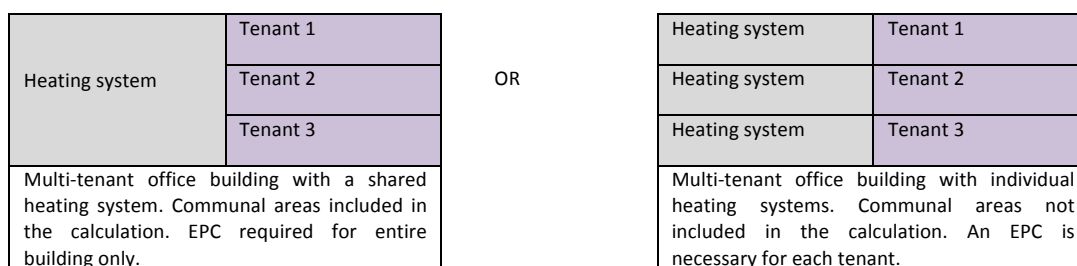 Heating system
Tenant 1
Tenant 2
Tenant 3
Multi-tenant office building with a shared
heating system. Communal areas included in
the calculation. EPC required for entire
building only.
OR
Heating system Tenant 1
Heating system Tenant 2
Heating system Tenant 3
Multi-tenant office building with individual
heating systems. Communal areas not
included in the calculation. An EPC is
necessary for each tenant.